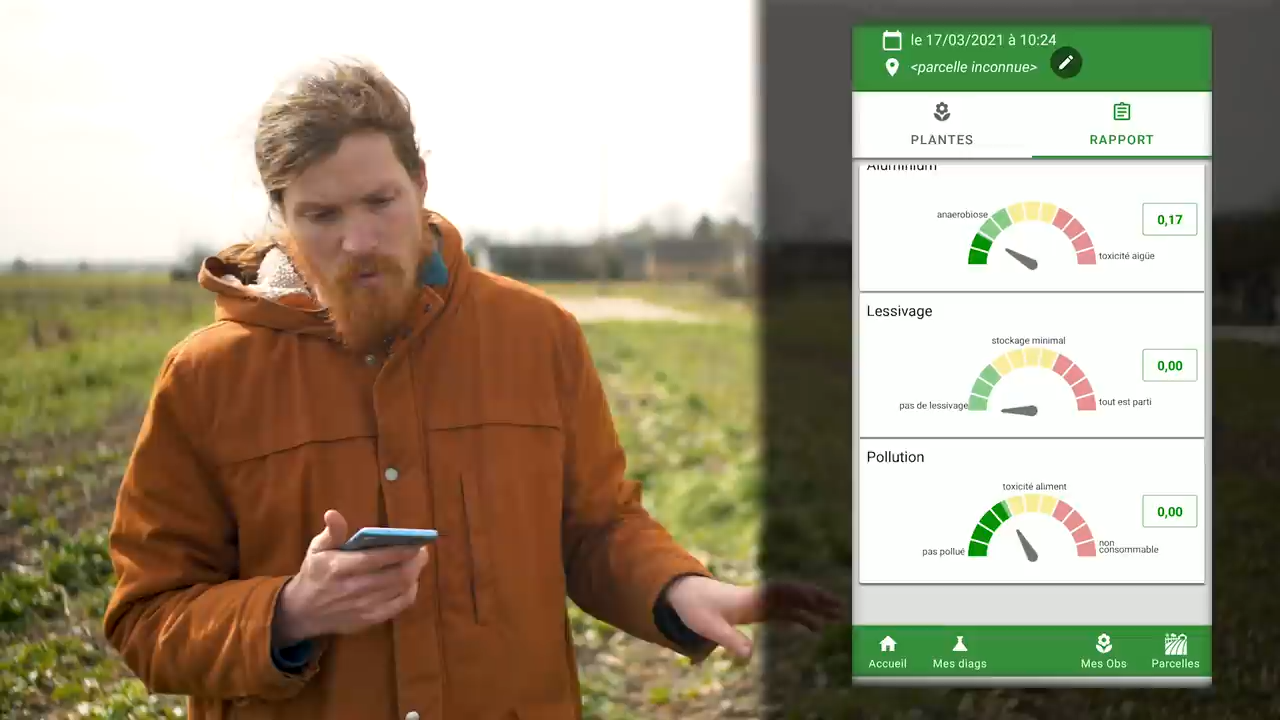 le 17/03/2021 à 10:24
<parcelle inconnue>
PLANTES
RAPPORT
Aluminium
anaerobiose
0,17
toxicité aigüe
Lessivage
stockage minimal
0,00
pas de lessivage
tout est parti
Pollution
toxicité aliment
0,00
pas pollué
non
consommable
Accueil
Mes diags
Mes Obs
Parcelles